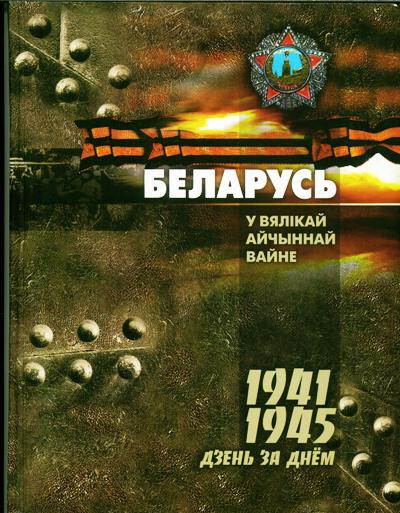 БЕЛАРУСЬ
У ВЯЛІКАЙ
АЙЧЫННАЙ
ВАЙНЕ
1941
1945
ДЗЕНЬ ЗА ДНЁМ